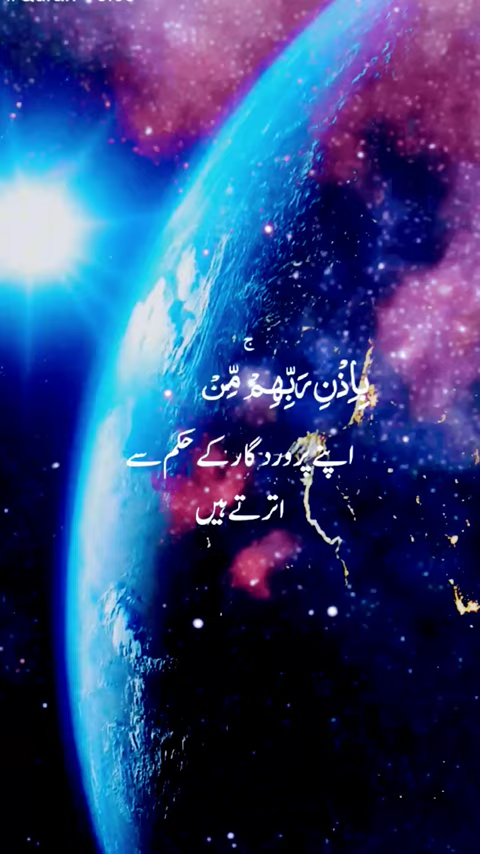 بِاِذْنِ رَبِّهِمْ ۚ مِّنْ
اپنے پروردگار کے حکم سے
اترتے ہیں